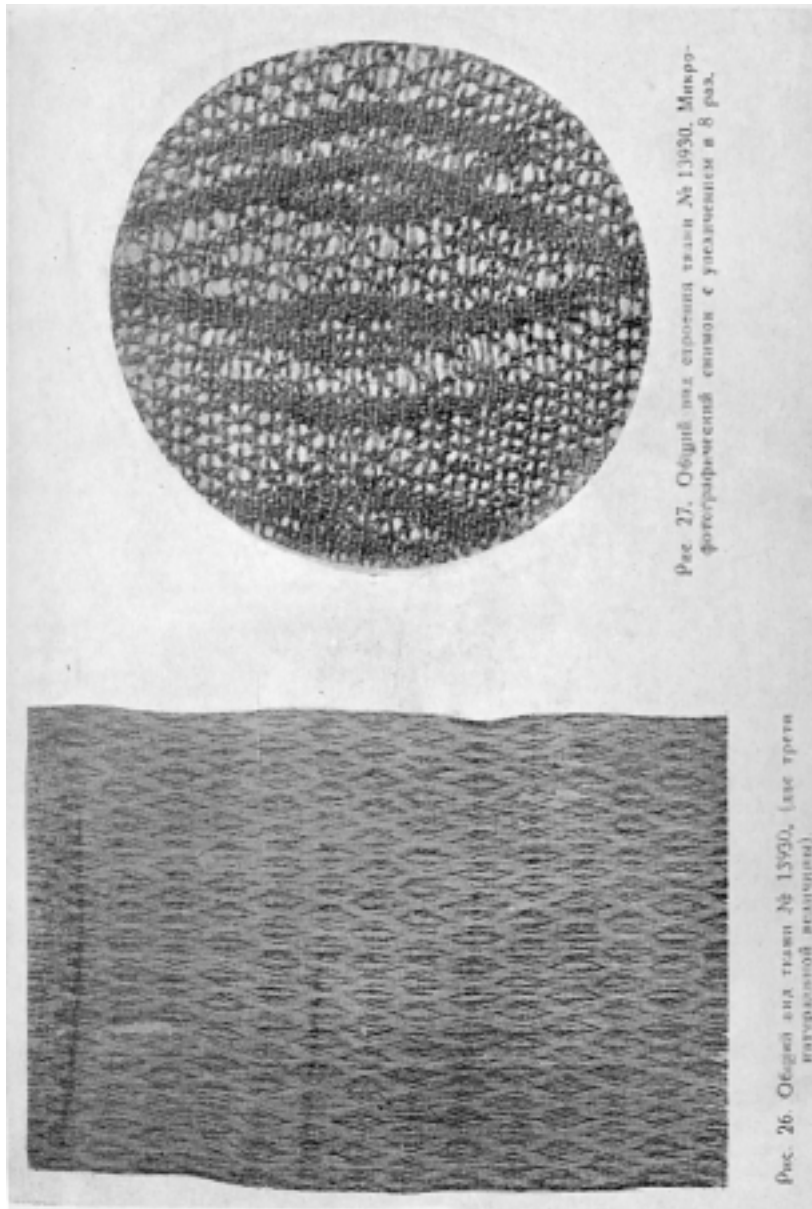 Рис. 26. Общий вид ткани № 13930, (две трети
натуральной величины)
Рис. 27. Общий вид строения ткани № 13930. Микро-
фотографический снимок с увеличением в 8 раз.